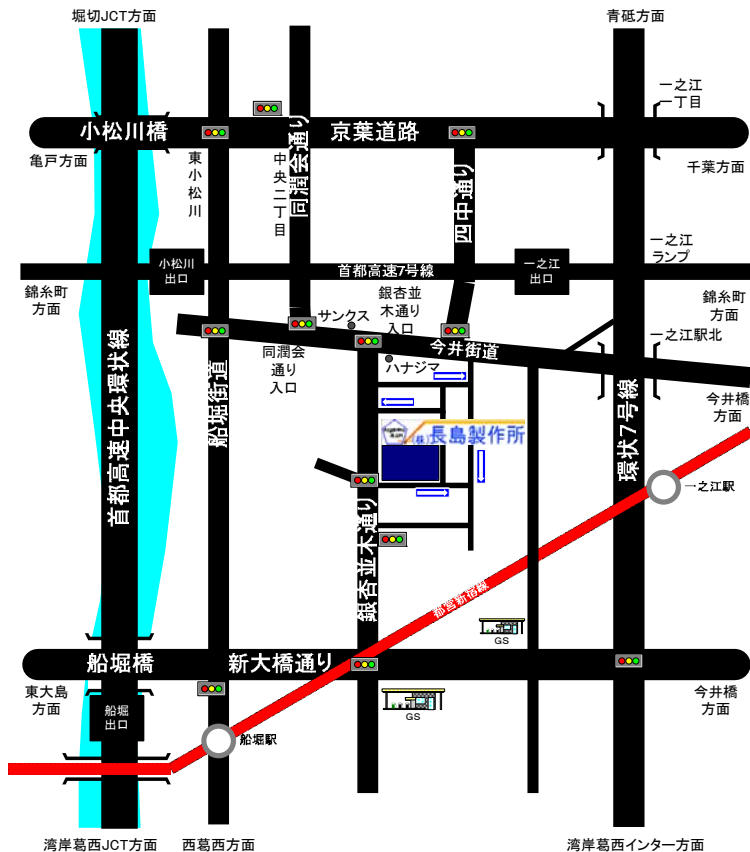 堀切JCT方面
青砥方面
一之江
一丁目
小松川橋
京葉道路
亀戸方面
千葉方面
東小松川
中央二丁目
同潤会通り
四中通り
小松川
出口
首都高速7号線
一之江
出口
一之江
ランプ
錦糸町
方面
錦糸町
方面
サンクス
銀杏並
木通り
入口
今井街道
一之江駅北
同潤会
通り
入口
ハナジマ
今井橋
方面
首都高速中央環状線
船堀街道
(株)長島製作所
環状7号線
一之江駅
銀杏並木通り
都営新宿線
GS
船堀橋
新大橋通り
東大島
方面
今井橋
方面
船堀
出口
GS
船堀駅
湾岸葛西JCT方面
西葛西方面
湾岸葛西インター方面